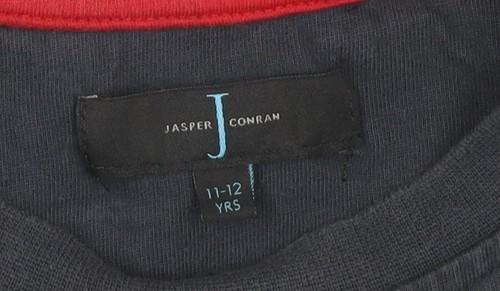 JASPER J CONRAN
11-12
YRS